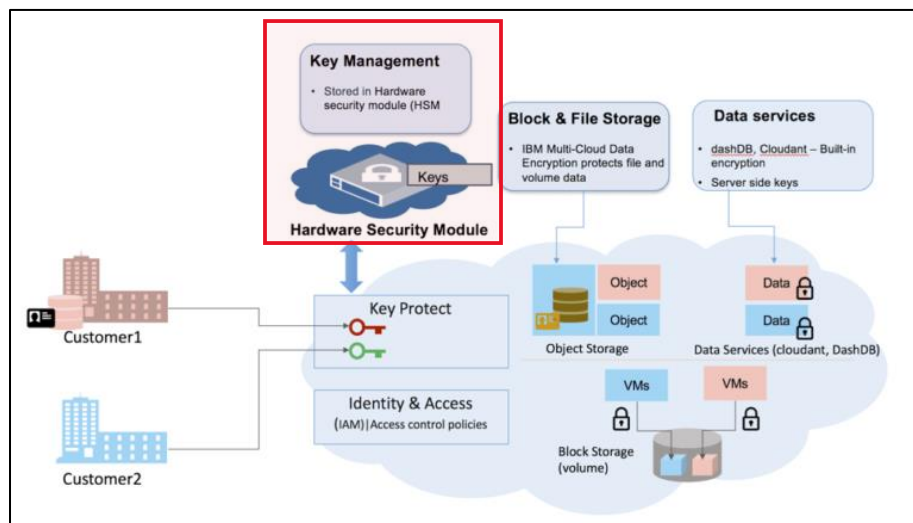 Key Management
• Stored in Hardware
security module (HSM
Keys
Hardware Security Module
Block & File Storage
• IBM Multi-Cloud Data
Encryption protects file and
volume data
Data services
• dashDB, Cloudant – Built-in
encryption
• Server side keys
Customer1
Customer2
Key Protect
Identity & Access
(IAM)|Access control policies
Object
Object
Object Storage
Data
Data
Data Services (cloudant, DashDB)
VMs
VMs
Block Storage
(volume)